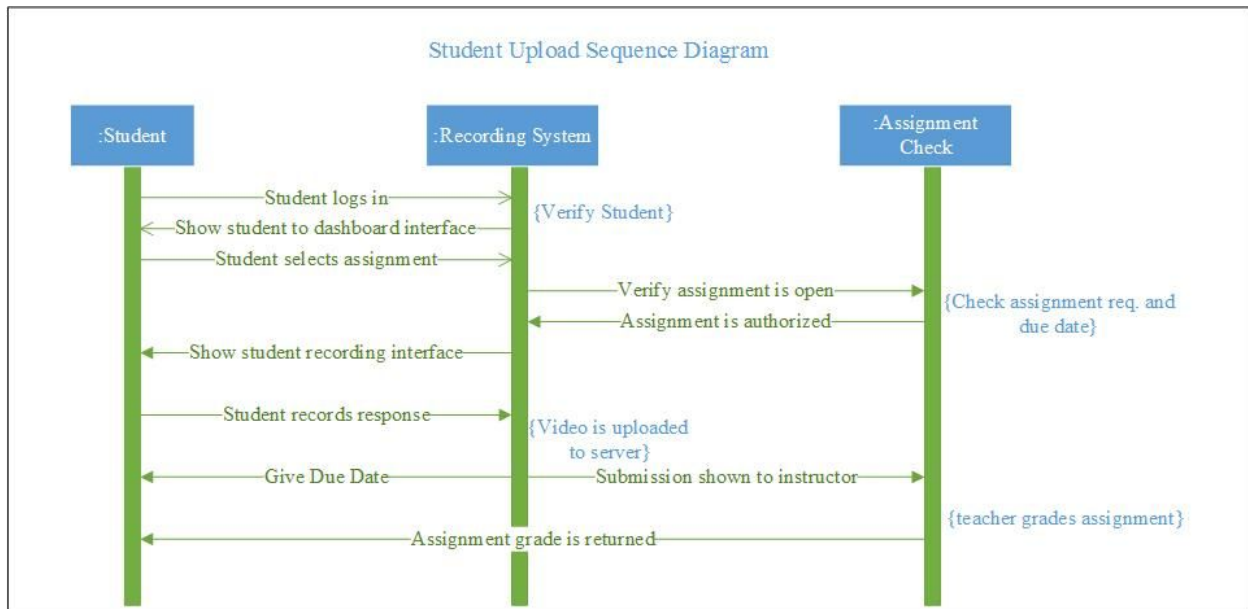 Student Upload Sequence Diagram
:Student
:Recording System
:Assignment
Check
Student logs in
{Verify Student}
Show student to dashboard interface
Student selects assignment
Verify assignment is open
{Check assignment req. and
due date}
Assignment is authorized
Show student recording interface
Student records response
{Video is uploaded
to server}
Give Due Date
Submission shown to instructor
{teacher grades assignment}
Assignment grade is returned